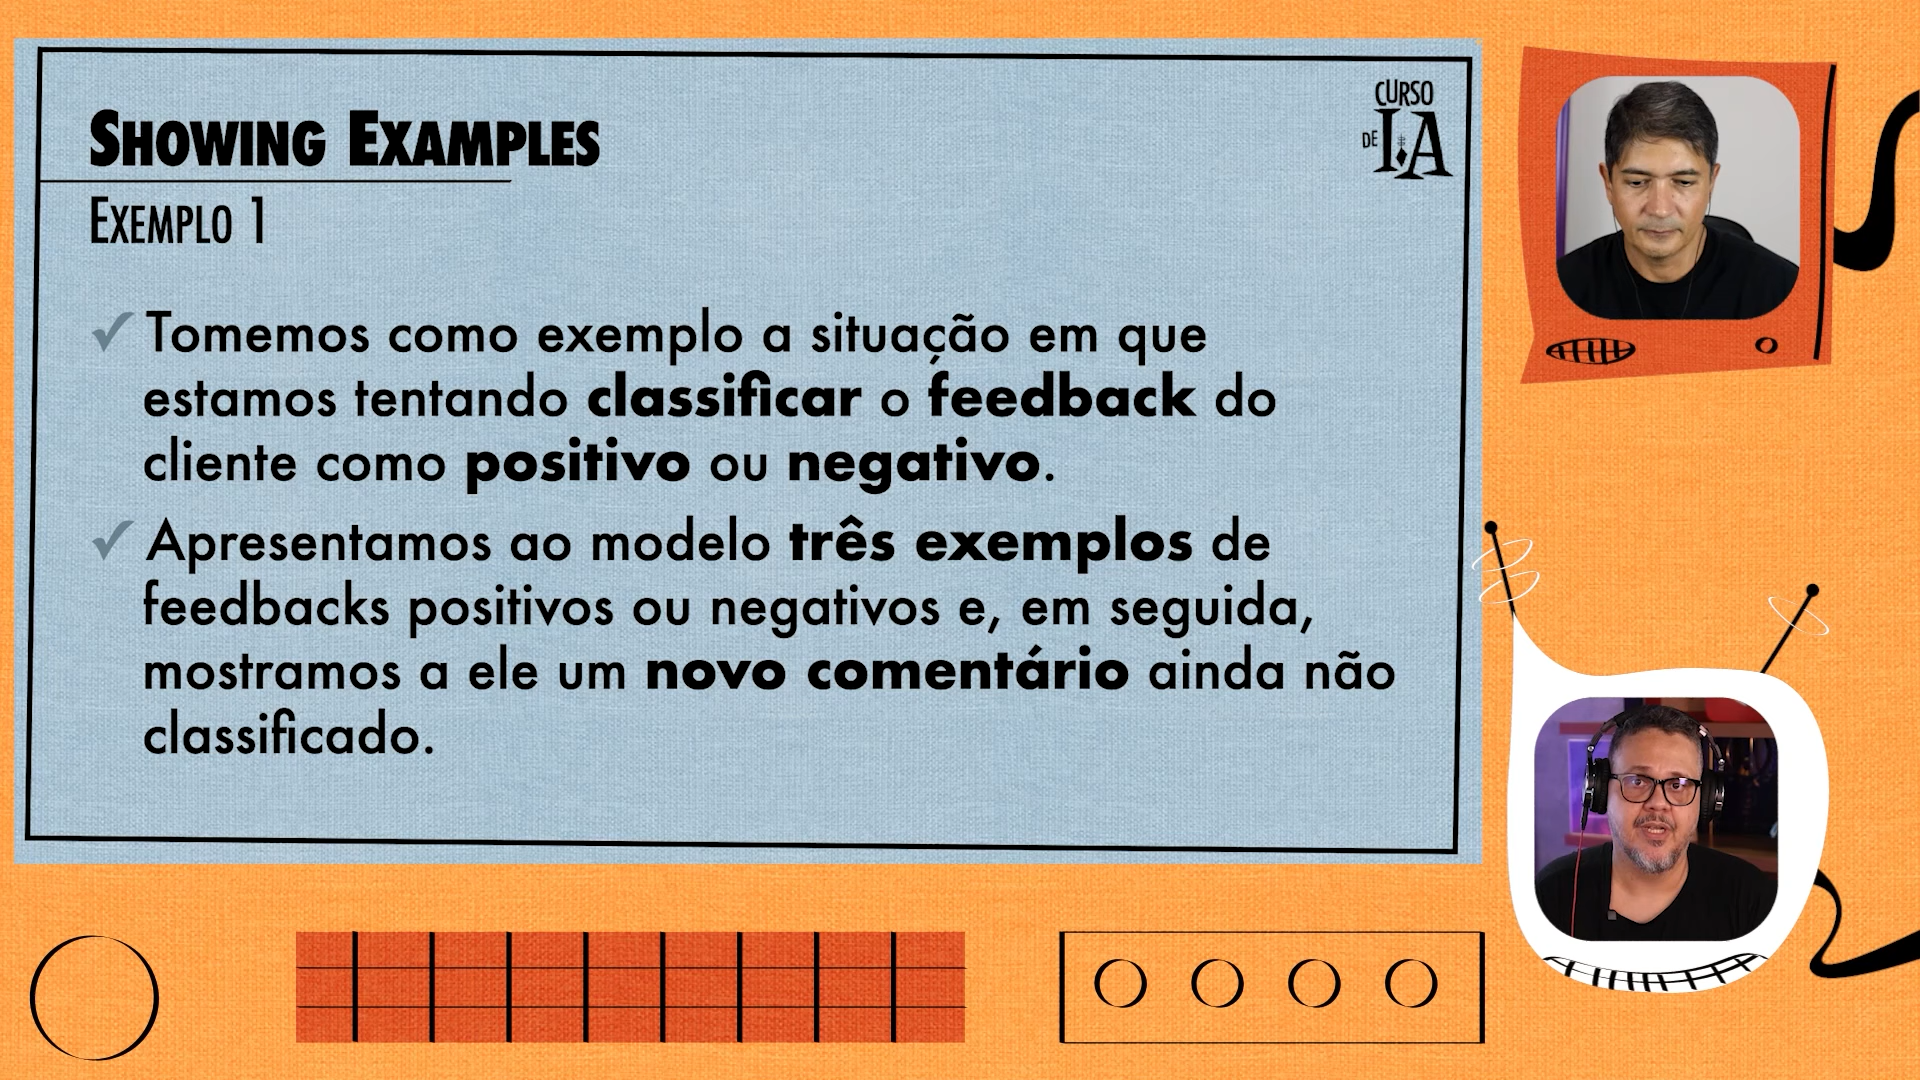 SHOWING EXAMPLES
EXEMPLO 1
CURSO
DE IA
✓ Tomemos como exemplo a situação em que
estamos tentando classificar o feedback do
cliente como positivo ou negativo.
✓ Apresentamos ao modelo três exemplos de
feedbacks positivos ou negativos e, em seguida,
mostramos a ele um novo comentário ainda não
classificado.